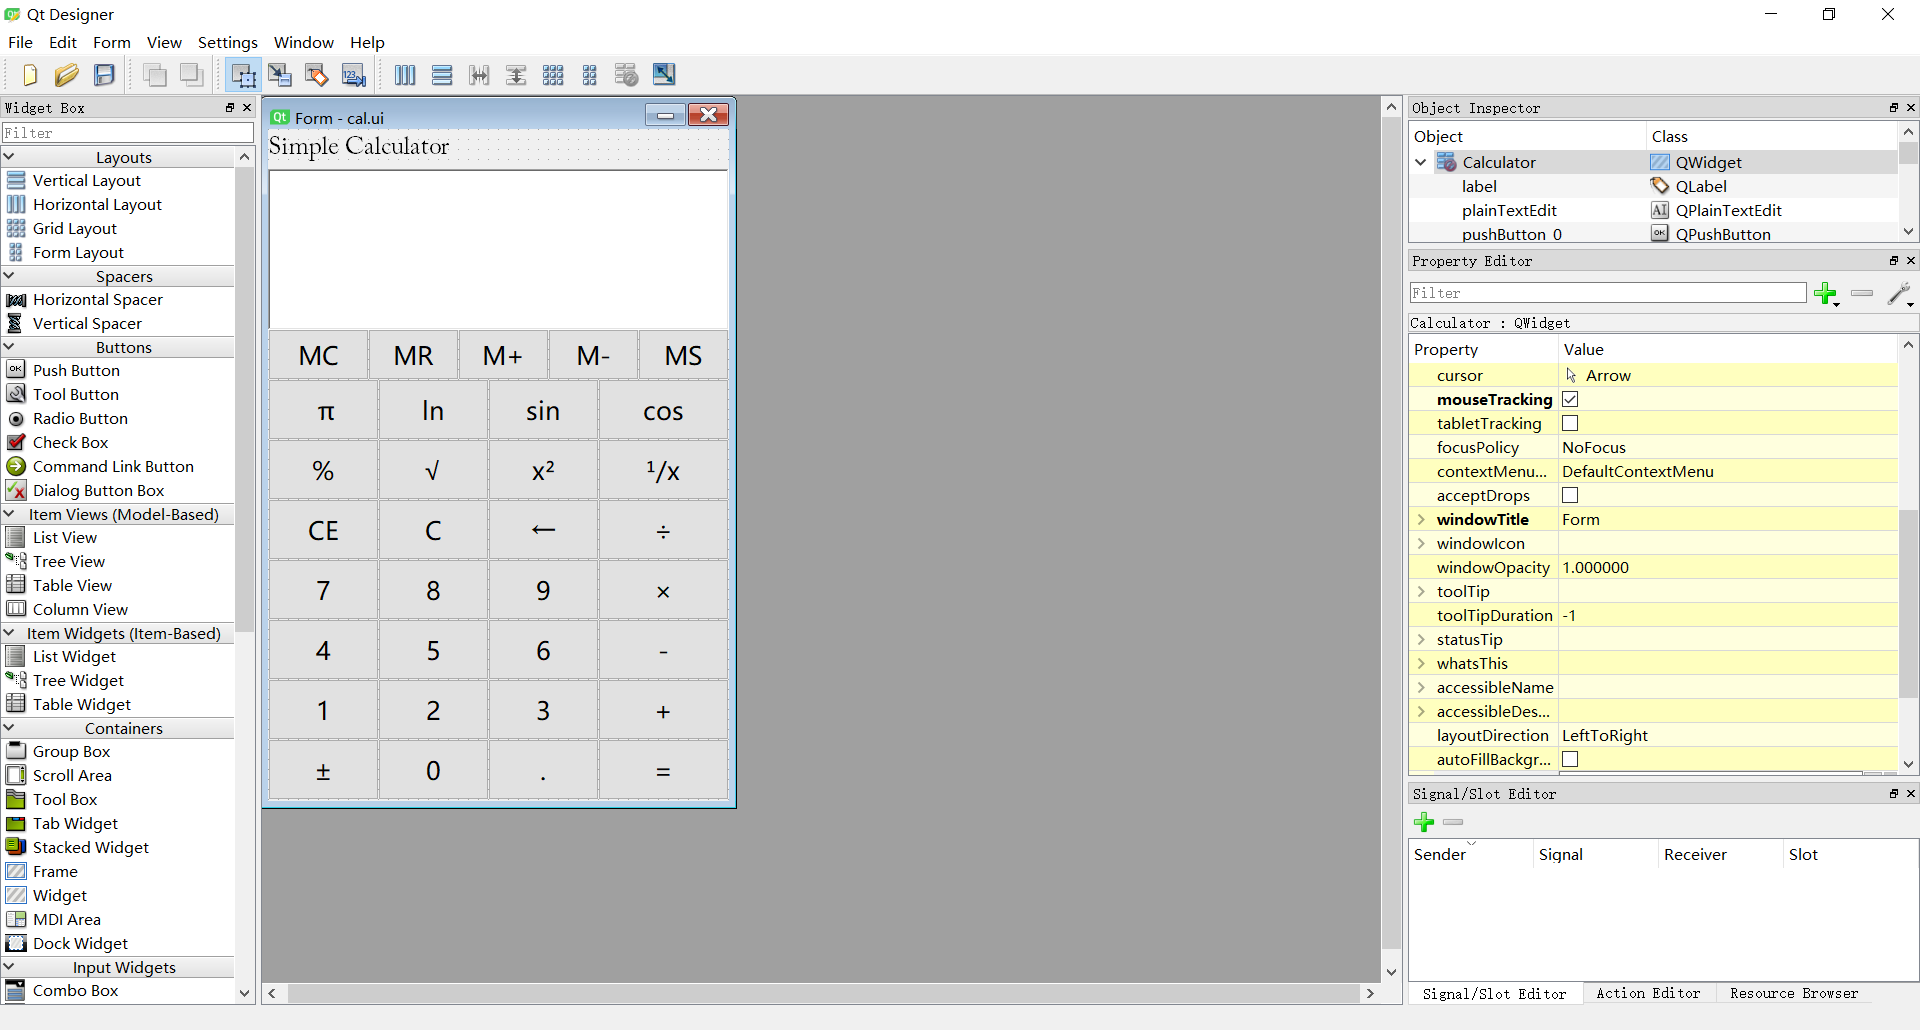 Qt Designer
File Edit Form View Settings Window Help
Widget Box
Filter
Layouts
Vertical Layout
Horizontal Layout
Grid Layout
Form Layout
Spacers
Horizontal Spacer
Vertical Spacer
Buttons
Push Button
Tool Button
Radio Button
Check Box
Command Link Button
Dialog Button Box
Item Views (Model-Based)
List View
Tree View
Table View
Column View
Item Widgets (Item-Based)
List Widget
Tree Widget
Table Widget
Containers
Group Box
Scroll Area
Tool Box
Tab Widget
Stacked Widget
Frame
Widget
MDI Area
Dock Widget
Input Widgets
Combo Box
Form - cal.ui
Simple Calculator
MC MR M+ M- MS
π ln sin cos
% √ x² ¹/x
CE C ← ÷
7 8 9 ×
4 5 6 -
1 2 3 +
± 0 . =
Object Inspector
Object Class
Calculator QWidget
label QLabel
plainTextEdit QPlainTextEdit
pushButton_0 QPushButton
Property Editor
Filter
Calculator : QWidget
Property Value
cursor Arrow
mouseTracking
tabletTracking
focusPolicy NoFocus
contextMenu... DefaultContextMenu
acceptDrops
windowTitle Form
windowIcon
windowOpacity 1.000000
toolTip
toolTipDuration -1
statusTip
whatsThis
accessibleName
accessibleDes...
layoutDirection LeftToRight
autoFillBackgr...
Signal/Slot Editor
Sender Signal Receiver Slot
Signal/Slot Editor Action Editor Resource Browser